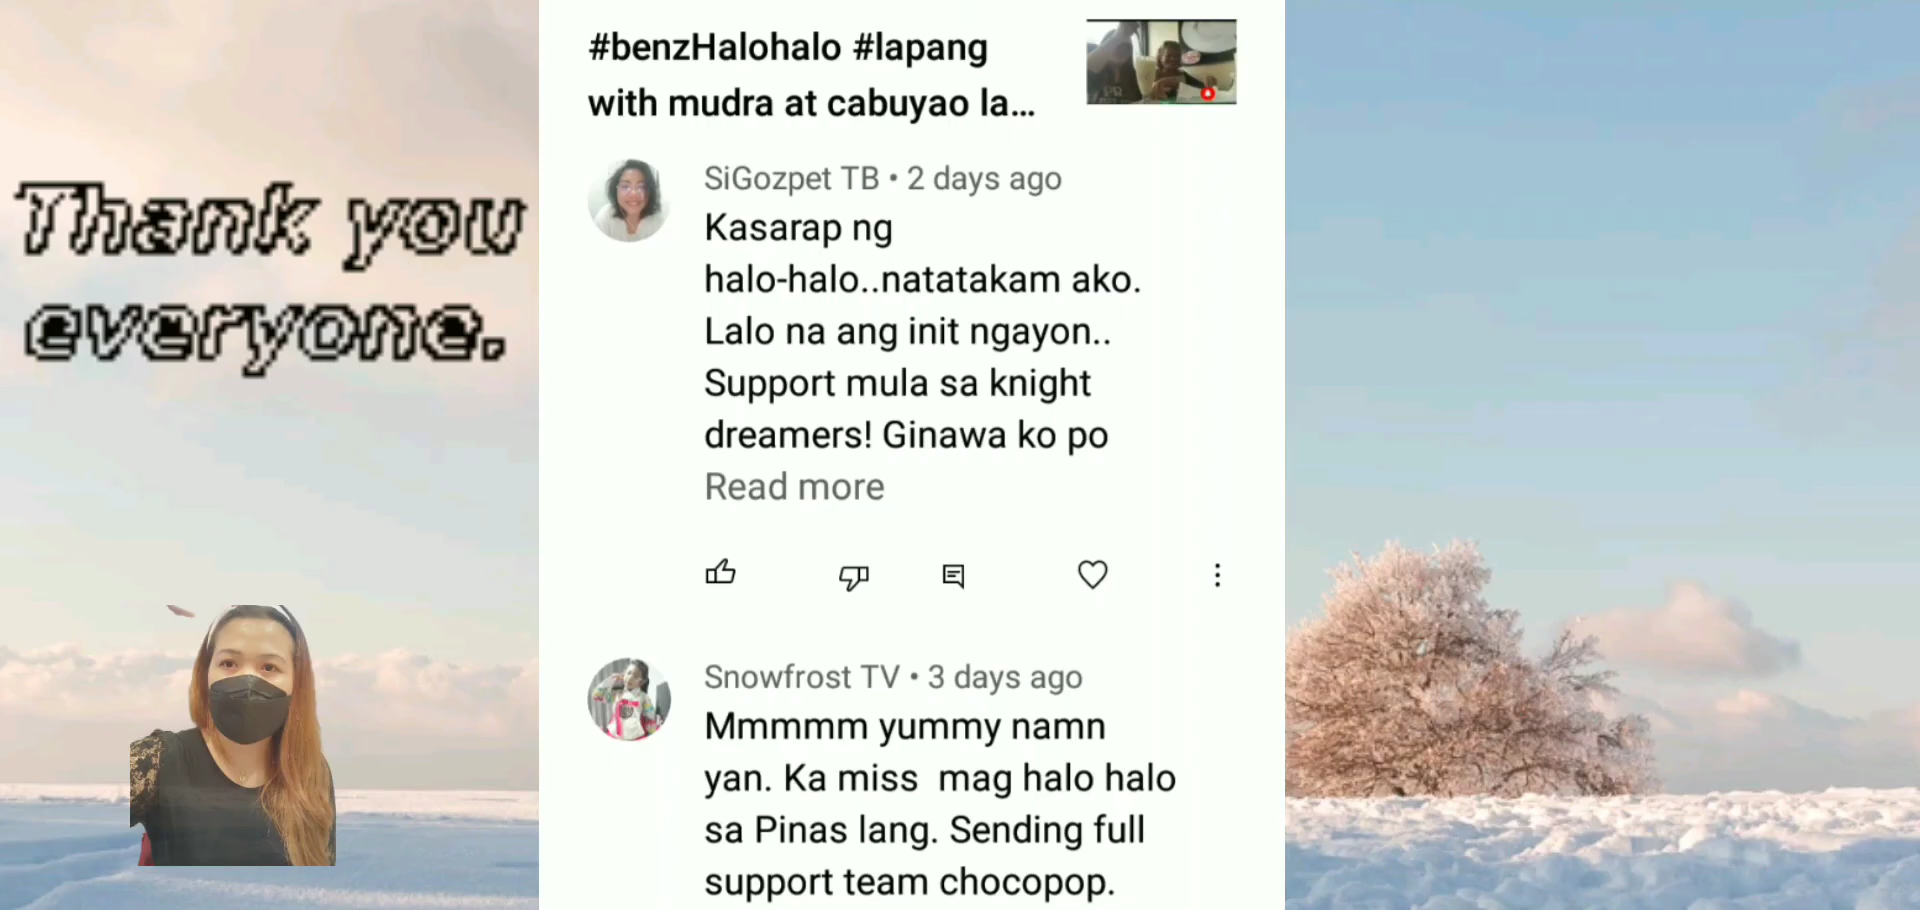 Thank you
everyone.
#benzHalohalo #lapang
with mudra at cabuyao la...
SiGozpet TB • 2 days ago
Kasarap ng
halo-halo..natatakam ako.
Lalo na ang init ngayon..
Support mula sa knight
dreamers! Ginawa ko po
Read more
Snowfrost TV • 3 days ago
Mmmmm yummy namn
yan. Ka miss  mag halo halo
sa Pinas lang. Sending full
support team chocopop.